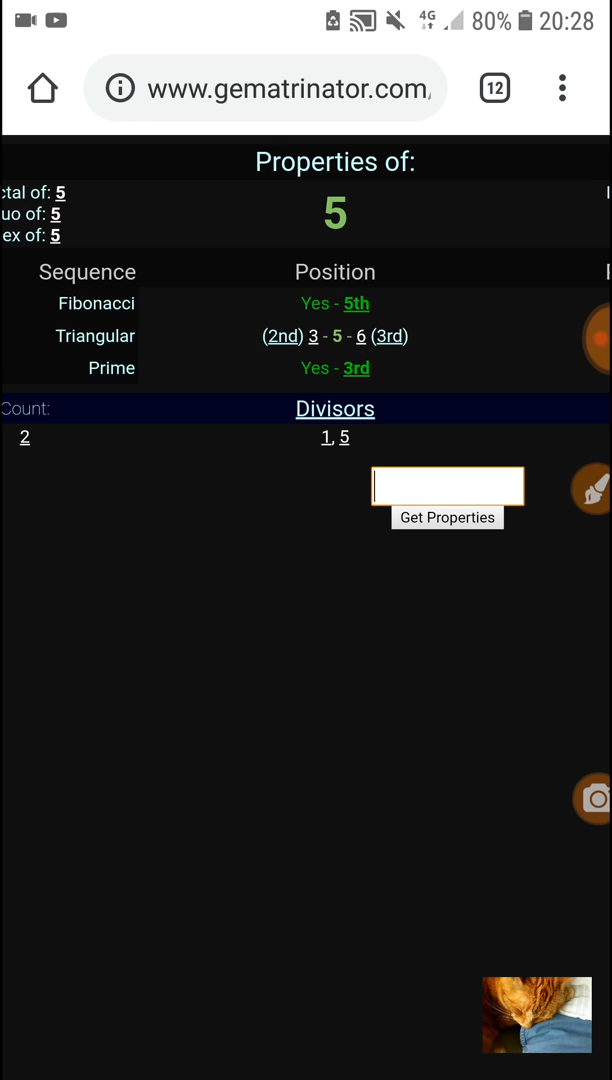 4G 80% 20:28
www.gematrinator.com/ 12
Properties of:
ctal of: 5
uo of: 5
ex of: 5
5
Sequence Position
Fibonacci Yes - 5th
Triangular (2nd) 3 - 5 - 6 (3rd)
Prime Yes - 3rd
Count: Divisors
2 1, 5
Get Properties